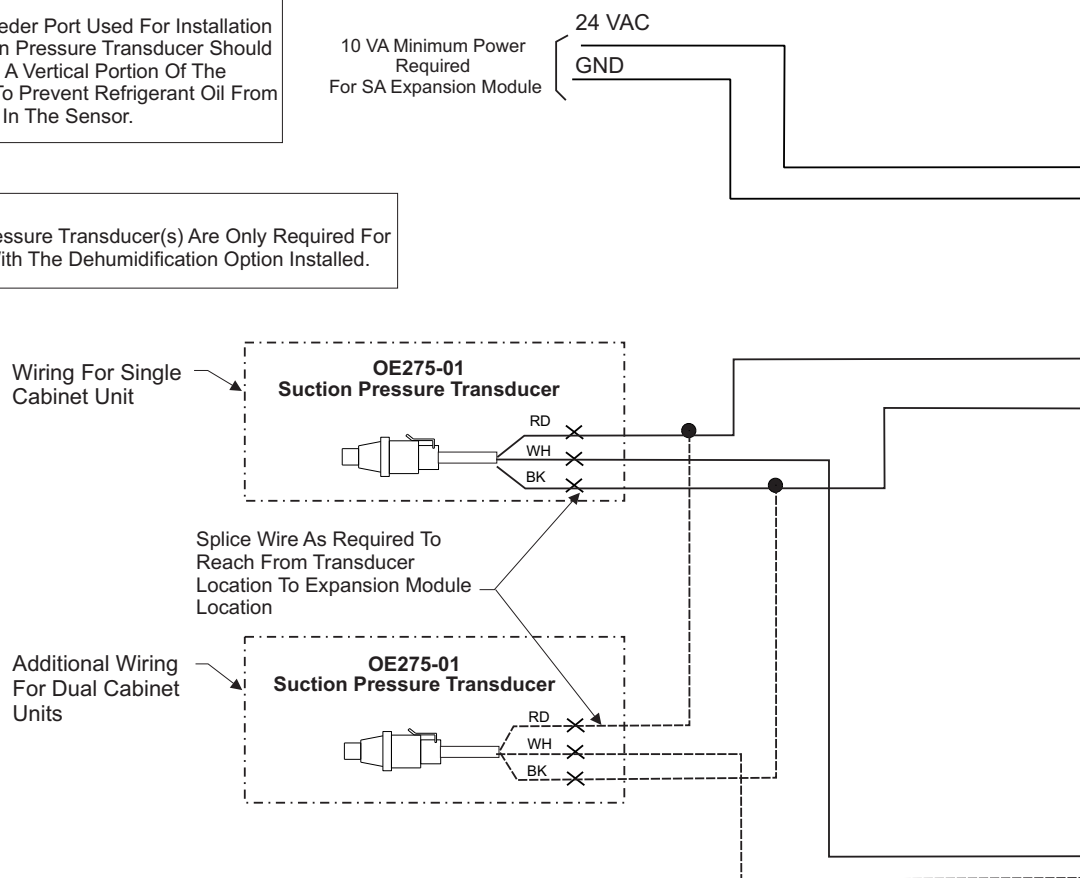 eder Port Used For Installation
n Pressure Transducer Should
A Vertical Portion Of The
To Prevent Refrigerant Oil From
In The Sensor.
24 VAC
10 VA Minimum Power
Required
For SA Expansion Module
GND
essure Transducer(s) Are Only Required For
With The Dehumidification Option Installed.
Wiring For Single
Cabinet Unit
OE275-01
Suction Pressure Transducer
RD
WH
BK
Splice Wire As Required To
Reach From Transducer
Location To Expansion Module
Location
Additional Wiring
For Dual Cabinet
Units
OE275-01
Suction Pressure Transducer
RD
WH
BK